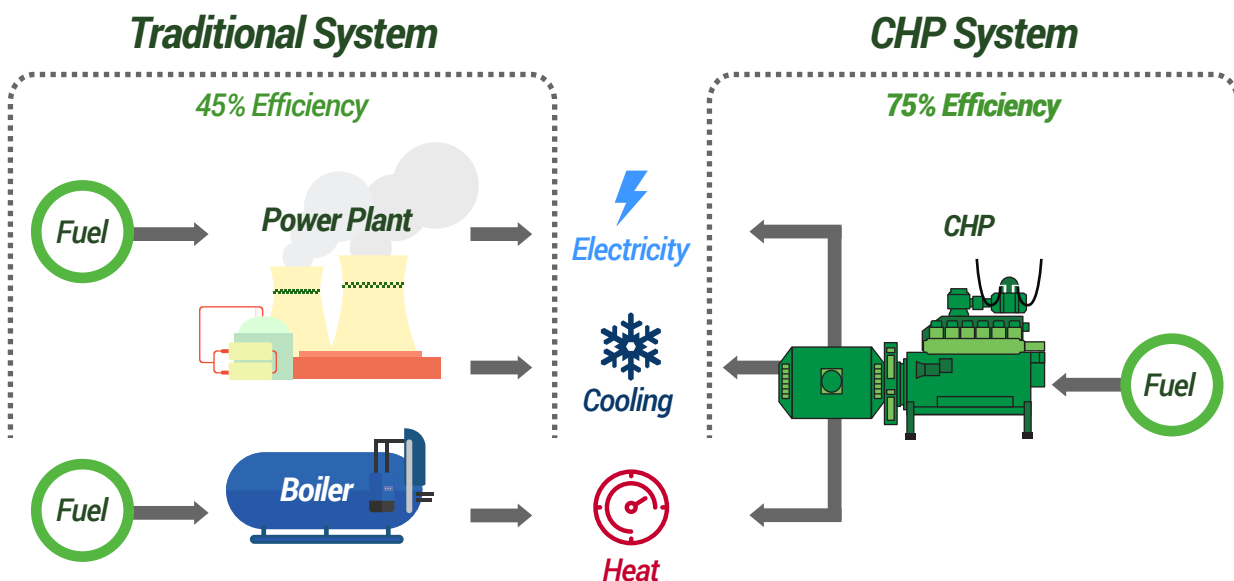 Traditional System
CHP System
45% Efficiency
75% Efficiency
Fuel
Power Plant
Electricity
CHP
Cooling
Fuel
Fuel
Boiler
Heat